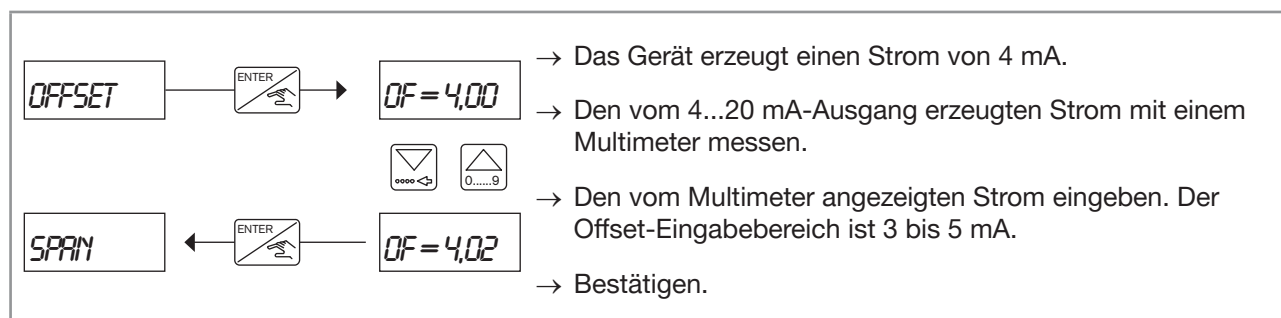 OFFSET
ENTER
OF = 4,00
0......9
SPAN
ENTER
OF = 4,02
→ Das Gerät erzeugt einen Strom von 4 mA.
→ Den vom 4...20 mA-Ausgang erzeugten Strom mit einem
Multimeter messen.
→ Den vom Multimeter angezeigten Strom eingeben. Der
Offset-Eingabebereich ist 3 bis 5 mA.
→ Bestätigen.